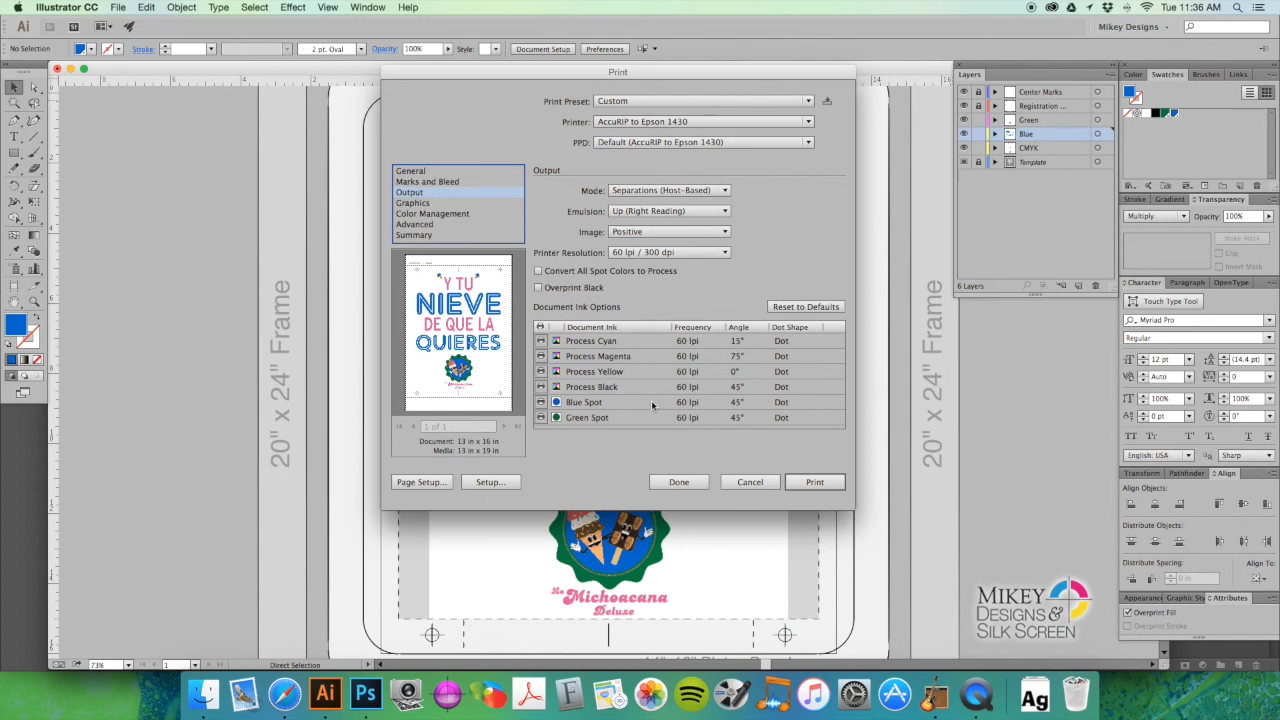 Illustrator CC File Edit Object Type Select Effect View Window Help
Tue 11:36 AM
Ai St Mikey Designs
No Selection Stroke: 2 pt. Oval Opacity: 100% Style: Document Setup Preferences
Print
Print Preset: Custom
Printer: AccuRIP to Epson 1430
PPD: Default (AccuRIP to Epson 1430)
General
Marks and Bleed
Output
Graphics
Color Management
Advanced
Summary
Output
Mode: Separations (Host-Based)
Emulsion: Up (Right Reading)
Image: Positive
Printer Resolution: 60 lpi / 300 dpi
Convert All Spot Colors to Process
Overprint Black
Document Ink Options Reset to Defaults
Document Ink Frequency Angle Dot Shape
Process Cyan 60 lpi 15° Dot
Process Magenta 60 lpi 75° Dot
Process Yellow 60 lpi 0° Dot
Process Black 60 lpi 45° Dot
Blue Spot 60 lpi 45° Dot
Green Spot 60 lpi 45° Dot
Y TU
NIEVE
DE QUE LA
QUIERES
1 of 1
Document: 13 in x 16 in
Media: 13 in x 19 in
Page Setup... Setup... Done Cancel Print
20" x 24" Frame
20" x 24" Frame
La Michoacana
Deluxe
MIKEY
DESIGNS &
SILK SCREEN
Layers
Center Marks
Registration ...
Green
Blue
CMYK
Template
6 Layers
Color Swatches Brushes Links
Stroke Gradient Transparency
Multiply Opacity: 100%
Make Mask
Clip
Invert Mask
Character Paragraph OpenType
Touch Type Tool
Myriad Pro
Regular
12 pt (14.4 pt)
Auto 0
100% 100%
0 pt 0°
English: USA Sharp
Transform Pathfinder Align
Align Objects:
Distribute Objects:
Distribute Spacing: Align To:
0 in
Appearance Graphic Sty Attributes
Overprint Fill
Overprint Stroke
73% 1 Direct Selection
Ai Ps Ag